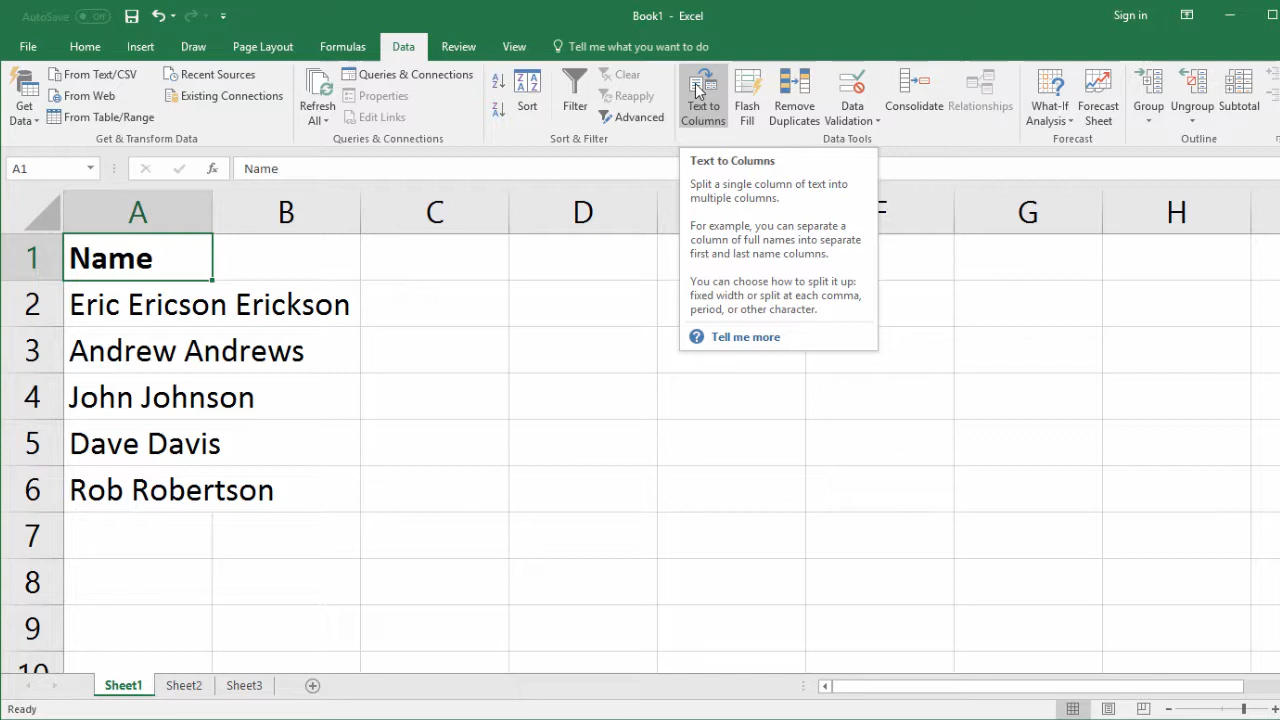 AutoSave Off
Book1 - Excel
Sign in
File Home Insert Draw Page Layout Formulas Data Review View Tell me what you want to do
Get Data
From Text/CSV
From Web
From Table/Range
Recent Sources
Existing Connections
Get & Transform Data
Refresh All
Queries & Connections
Properties
Edit Links
Queries & Connections
Sort
Filter
Clear
Reapply
Advanced
Sort & Filter
Text to Columns
Flash Fill
Remove Duplicates
Data Validation
Consolidate
Relationships
Data Tools
What-If Analysis
Forecast Sheet
Forecast
Group
Ungroup
Subtotal
Outline
A1
fx
Name
Text to Columns
Split a single column of text into
multiple columns.
For example, you can separate a
column of full names into separate
first and last name columns.
You can choose how to split it up:
fixed width or split at each comma,
period, or other character.
? Tell me more
A B C D F G H
1 Name
2 Eric Ericson Erickson
3 Andrew Andrews
4 John Johnson
5 Dave Davis
6 Rob Robertson
7
8
9
10
Sheet1 Sheet2 Sheet3
Ready